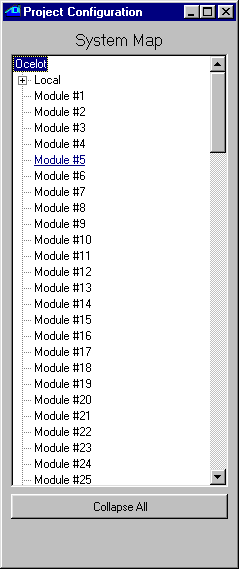 Project Configuration
System Map
Ocelot
Local
Module #1
Module #2
Module #3
Module #4
Module #5
Module #6
Module #7
Module #8
Module #9
Module #10
Module #11
Module #12
Module #13
Module #14
Module #15
Module #16
Module #17
Module #18
Module #19
Module #20
Module #21
Module #22
Module #23
Module #24
Module #25
Collapse All